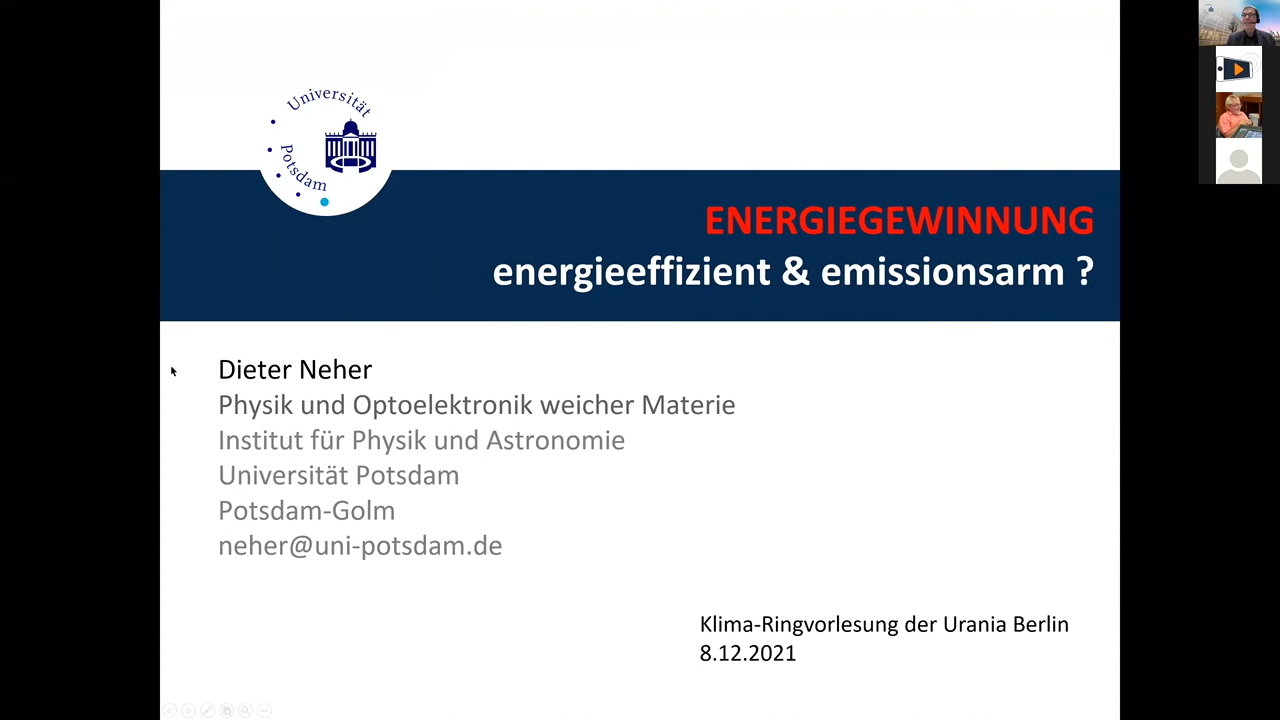 Universität
Potsdam
ENERGIEGEWINNUNG
energieeffizient & emissionsarm ?
Dieter Neher
Physik und Optoelektronik weicher Materie
Institut für Physik und Astronomie
Universität Potsdam
Potsdam-Golm
neher@uni-potsdam.de
Klima-Ringvorlesung der Urania Berlin
8.12.2021